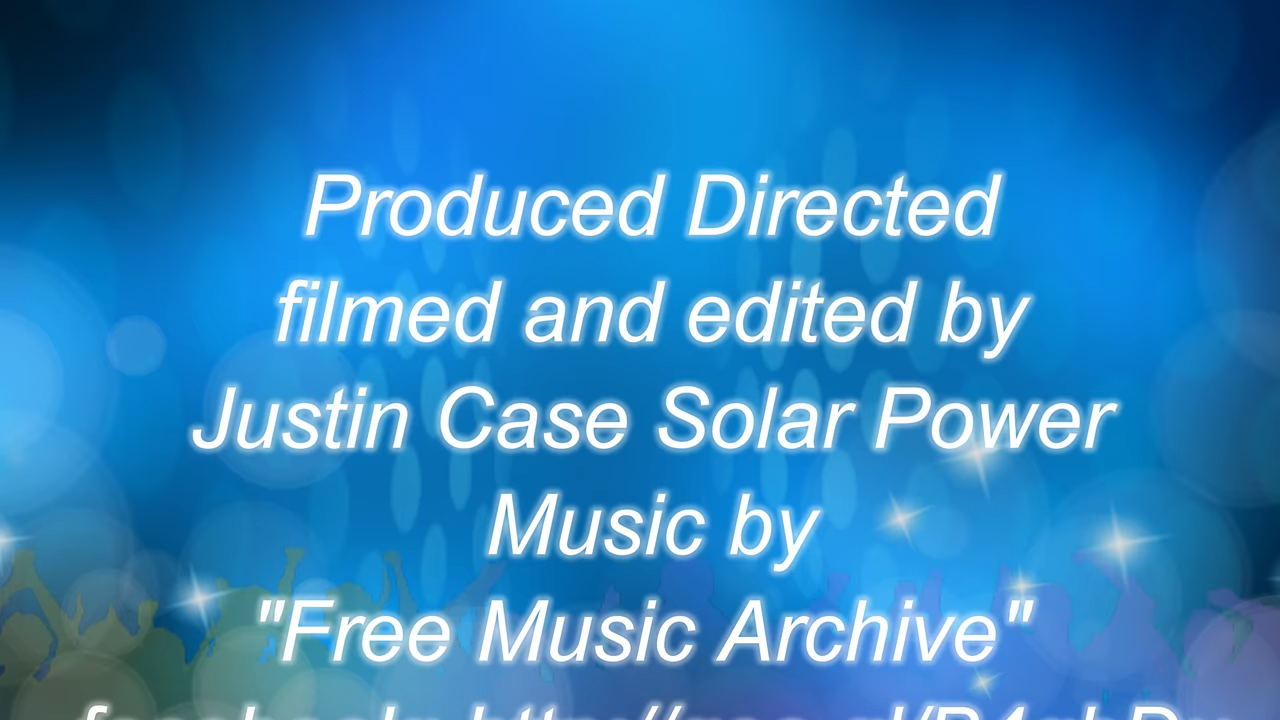 Produced Directed
filmed and edited by
Justin Case Solar Power
Music by
"Free Music Archive"